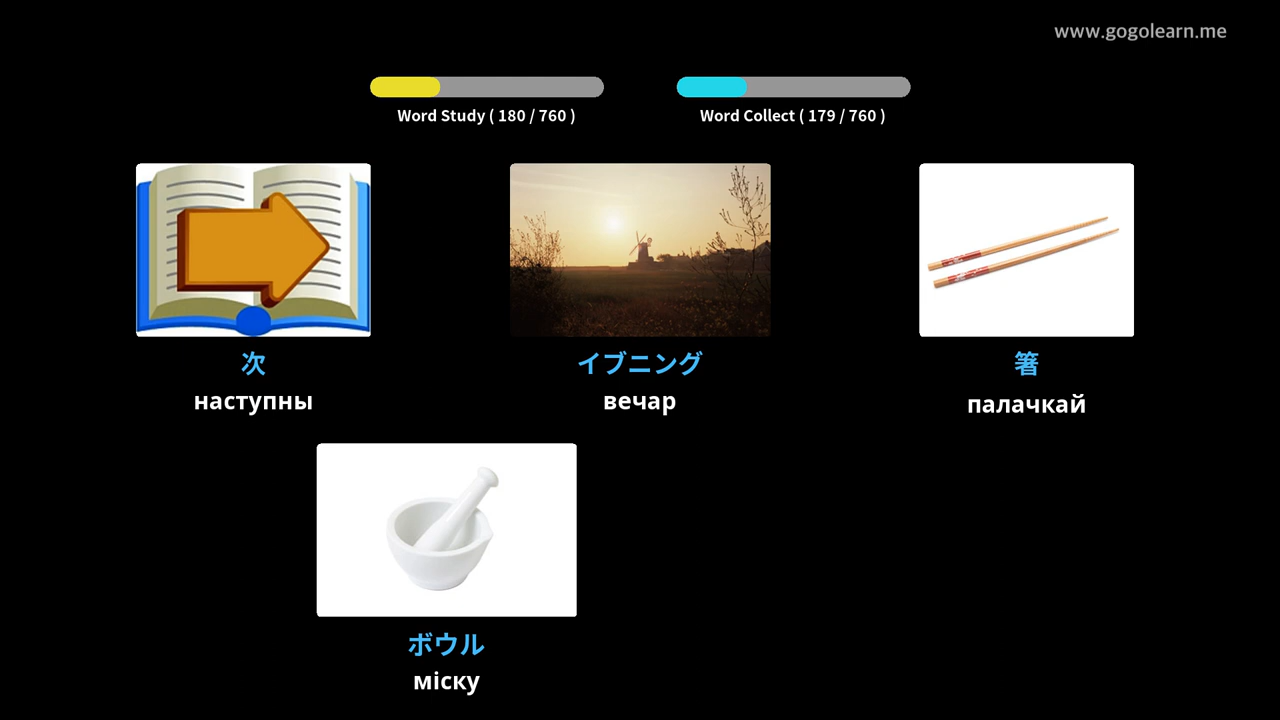 www.gogolearn.me
Word Study ( 180 / 760 )
Word Collect ( 179 / 760 )
次
наступны
イブニング
вечар
箸
палачкай
ボウル
міску